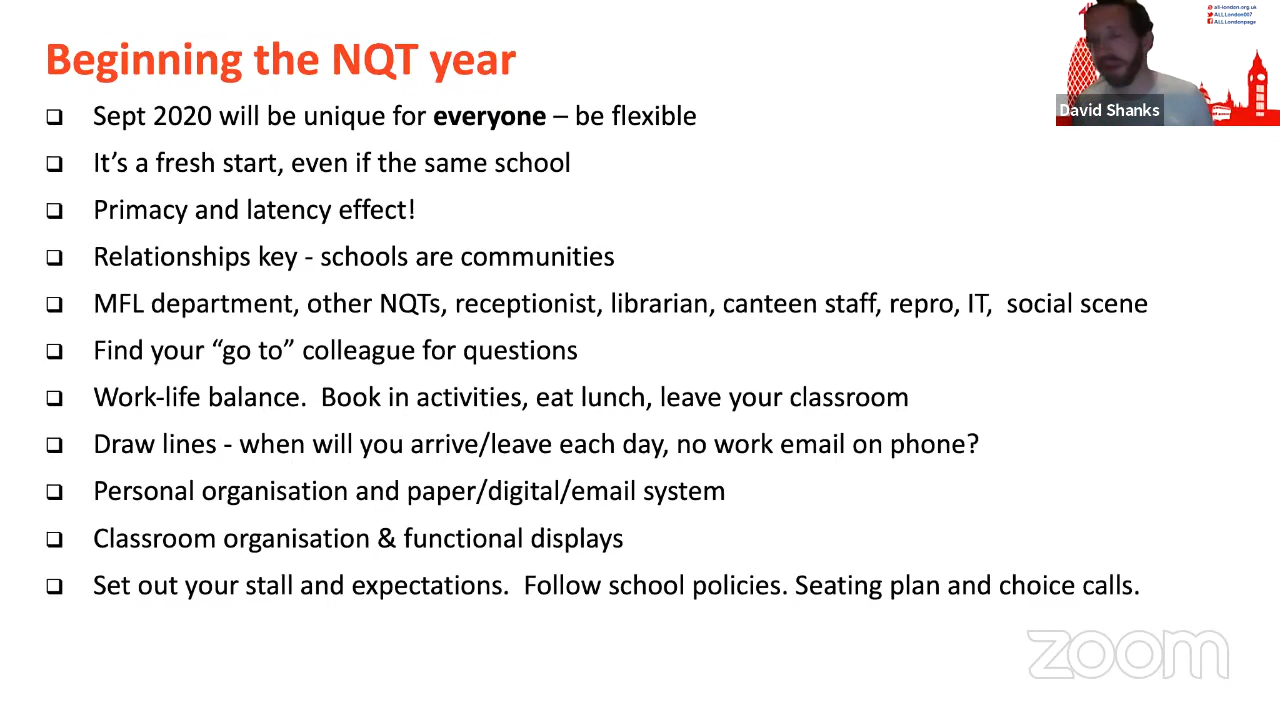 Beginning the NQT year
Sept 2020 will be unique for everyone – be flexible
It's a fresh start, even if the same school
Primacy and latency effect!
Relationships key - schools are communities
MFL department, other NQTs, receptionist, librarian, canteen staff, repro, IT,  social scene
Find your “go to” colleague for questions
Work-life balance.  Book in activities, eat lunch, leave your classroom
Draw lines - when will you arrive/leave each day, no work email on phone?
Personal organisation and paper/digital/email system
Classroom organisation & functional displays
Set out your stall and expectations.  Follow school policies. Seating plan and choice calls.
all-london.org.uk
ALLLondon007
ALLLondonpage
David Shanks
zoom